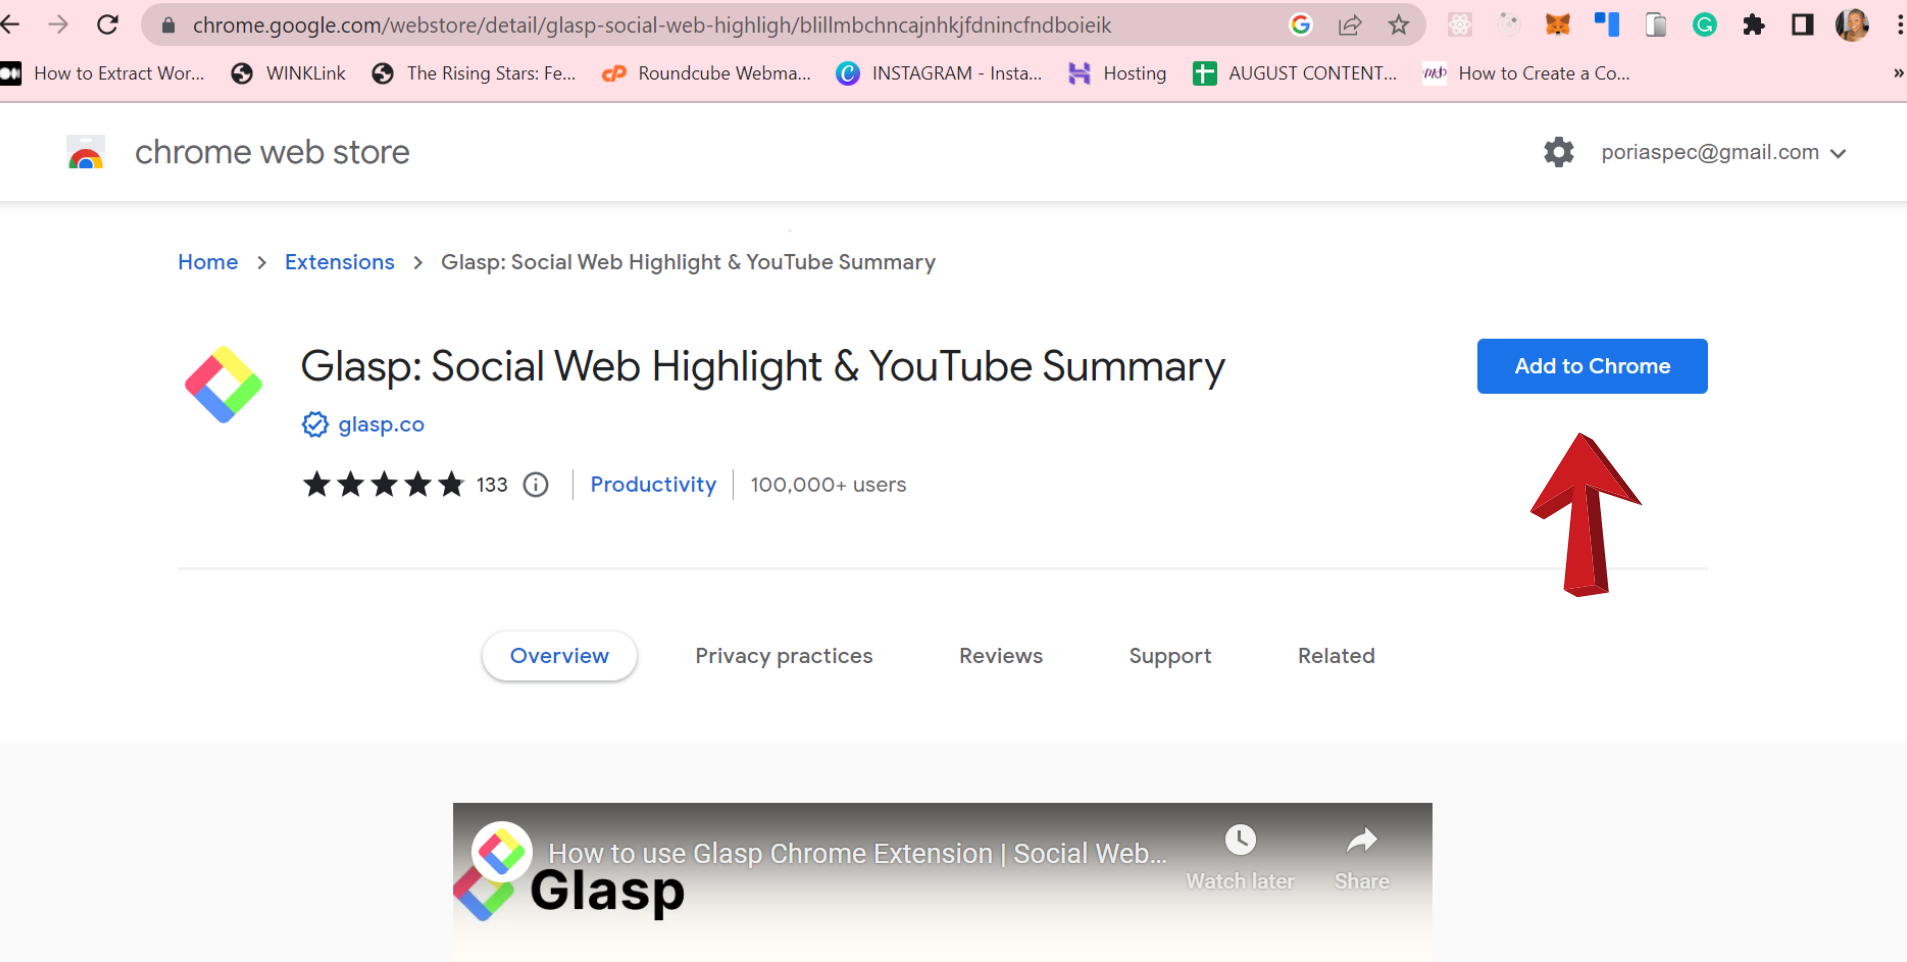 chrome.google.com/webstore/detail/glasp-social-web-highligh/blillmbchncajnhkjfdnincfndboieik
How to Extract Wor... WINKLink The Rising Stars: Fe... Roundcube Webma... INSTAGRAM - Insta... Hosting AUGUST CONTENT... How to Create a Co... »
chrome web store poriaspec@gmail.com
Home > Extensions > Glasp: Social Web Highlight & YouTube Summary
Glasp: Social Web Highlight & YouTube Summary Add to Chrome
glasp.co
133 Productivity 100,000+ users
Overview Privacy practices Reviews Support Related
How to use Glasp Chrome Extension | Social Web...
Watch later Share
Glasp